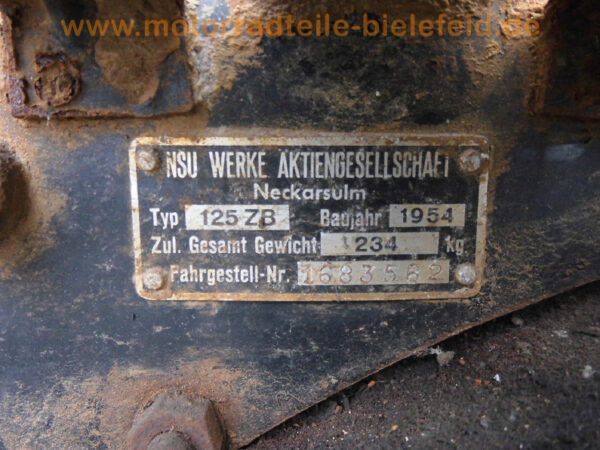 www.motorradteile-bielefeld.de
NSU WERKE AKTIENGESELLSCHAFT
Neckarsulm
Typ 125 ZB Baujahr 1954
Zul. Gesamt Gewicht 234 kg
Fahrgestell-Nr. 1683562